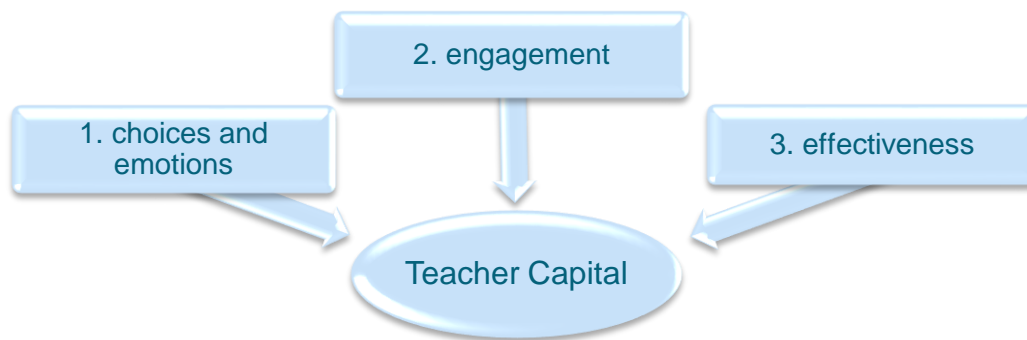 2. engagement
1. choices and
emotions
3. effectiveness
Teacher Capital